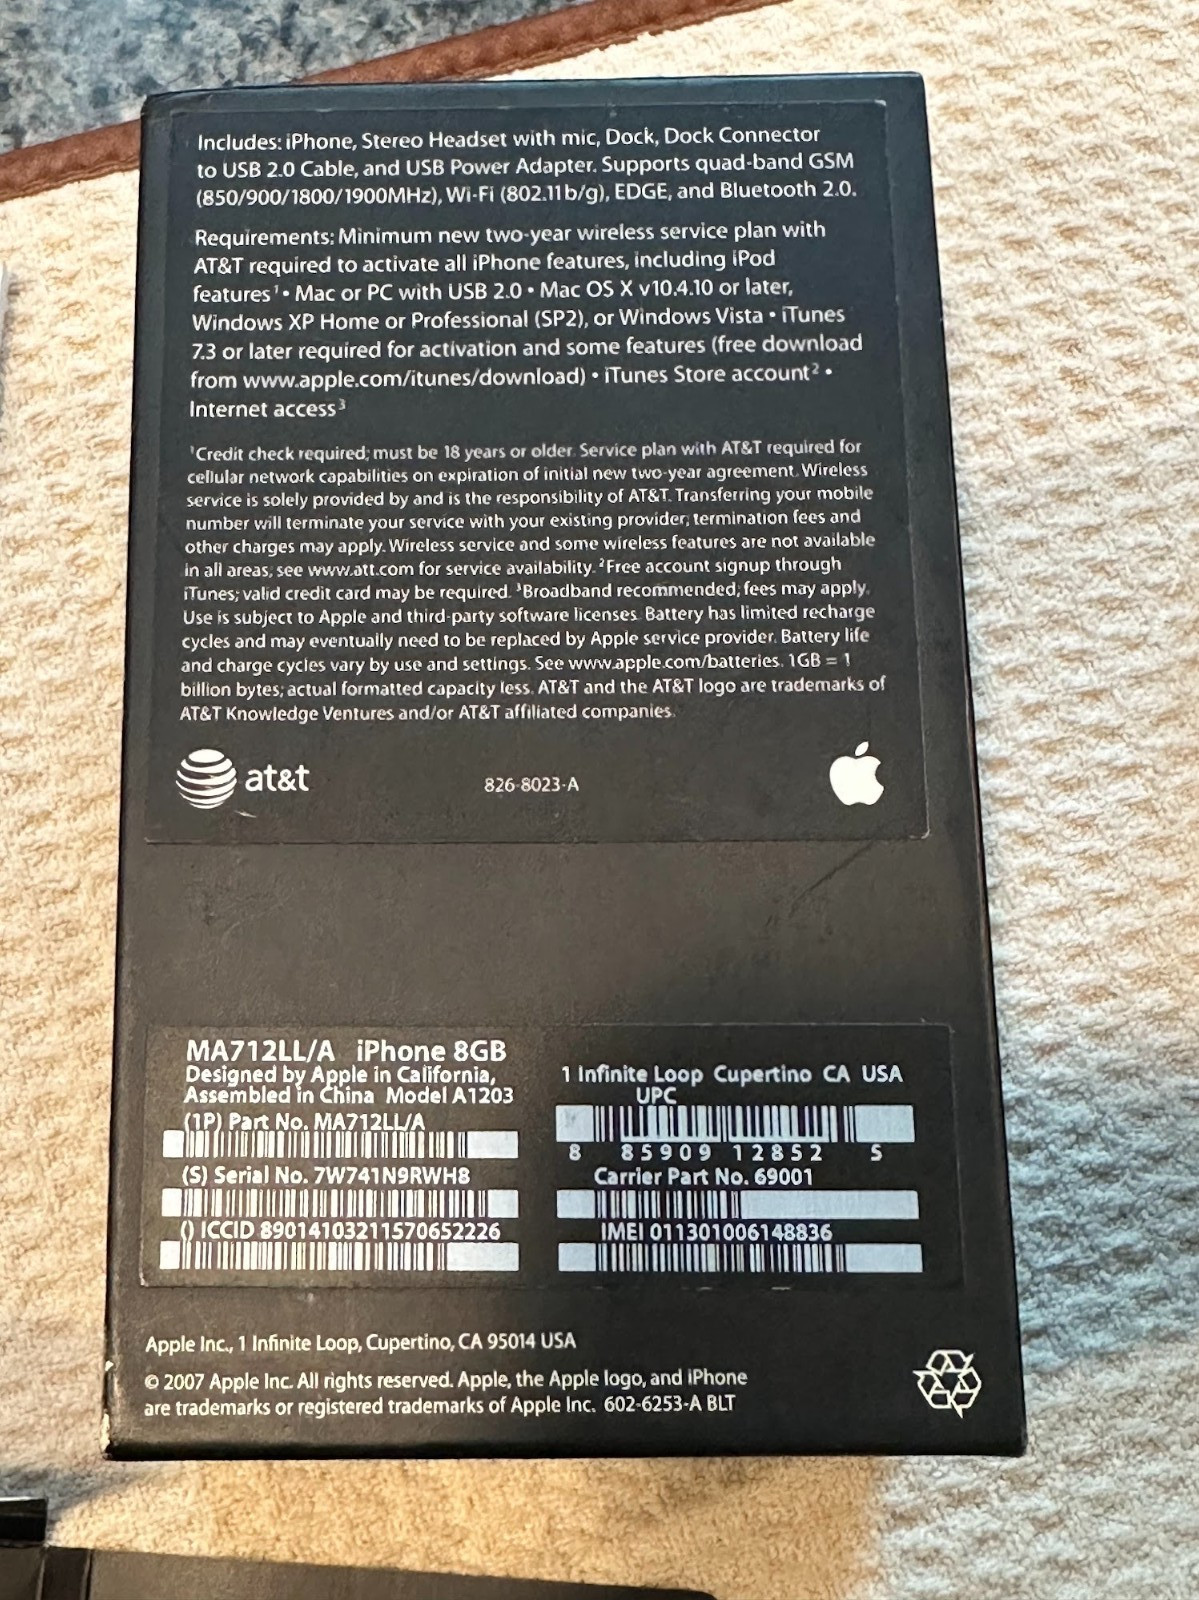 Includes: iPhone, Stereo Headset with mic, Dock, Dock Connector
to USB 2.0 Cable, and USB Power Adapter. Supports quad-band GSM
(850/900/1800/1900MHz), Wi-Fi (802.11b/g), EDGE, and Bluetooth 2.0.
Requirements: Minimum new two-year wireless service plan with
AT&T required to activate all iPhone features, including iPod
features¹ • Mac or PC with USB 2.0 • Mac OS X v10.4.10 or later,
Windows XP Home or Professional (SP2), or Windows Vista • iTunes
7.3 or later required for activation and some features (free download
from www.apple.com/itunes/download) • iTunes Store account² •
Internet access³
¹Credit check required; must be 18 years or older. Service plan with AT&T required for
cellular network capabilities on expiration of initial new two-year agreement. Wireless
service is solely provided by and is the responsibility of AT&T. Transferring your mobile
number will terminate your service with your existing provider; termination fees and
other charges may apply. Wireless service and some wireless features are not available
in all areas; see www.att.com for service availability. ²Free account signup through
iTunes; valid credit card may be required. ³Broadband recommended; fees may apply.
Use is subject to Apple and third-party software licenses. Battery has limited recharge
cycles and may eventually need to be replaced by Apple service provider. Battery life
and charge cycles vary by use and settings. See www.apple.com/batteries. 1GB = 1
billion bytes; actual formatted capacity less. AT&T and the AT&T logo are trademarks of
AT&T Knowledge Ventures and/or AT&T affiliated companies.
at&t 826-8023-A
MA712LL/A iPhone 8GB
Designed by Apple in California,
Assembled in China Model A1203
(1P) Part No. MA712LL/A
(S) Serial No. 7W741N9RWH8
() ICCID 89014103211570652226
1 Infinite Loop Cupertino CA USA
UPC
8 85909 12852 5
Carrier Part No. 69001
IMEI 011301006148836
Apple Inc., 1 Infinite Loop, Cupertino, CA 95014 USA
© 2007 Apple Inc. All rights reserved. Apple, the Apple logo, and iPhone
are trademarks or registered trademarks of Apple Inc. 602-6253-A BLT